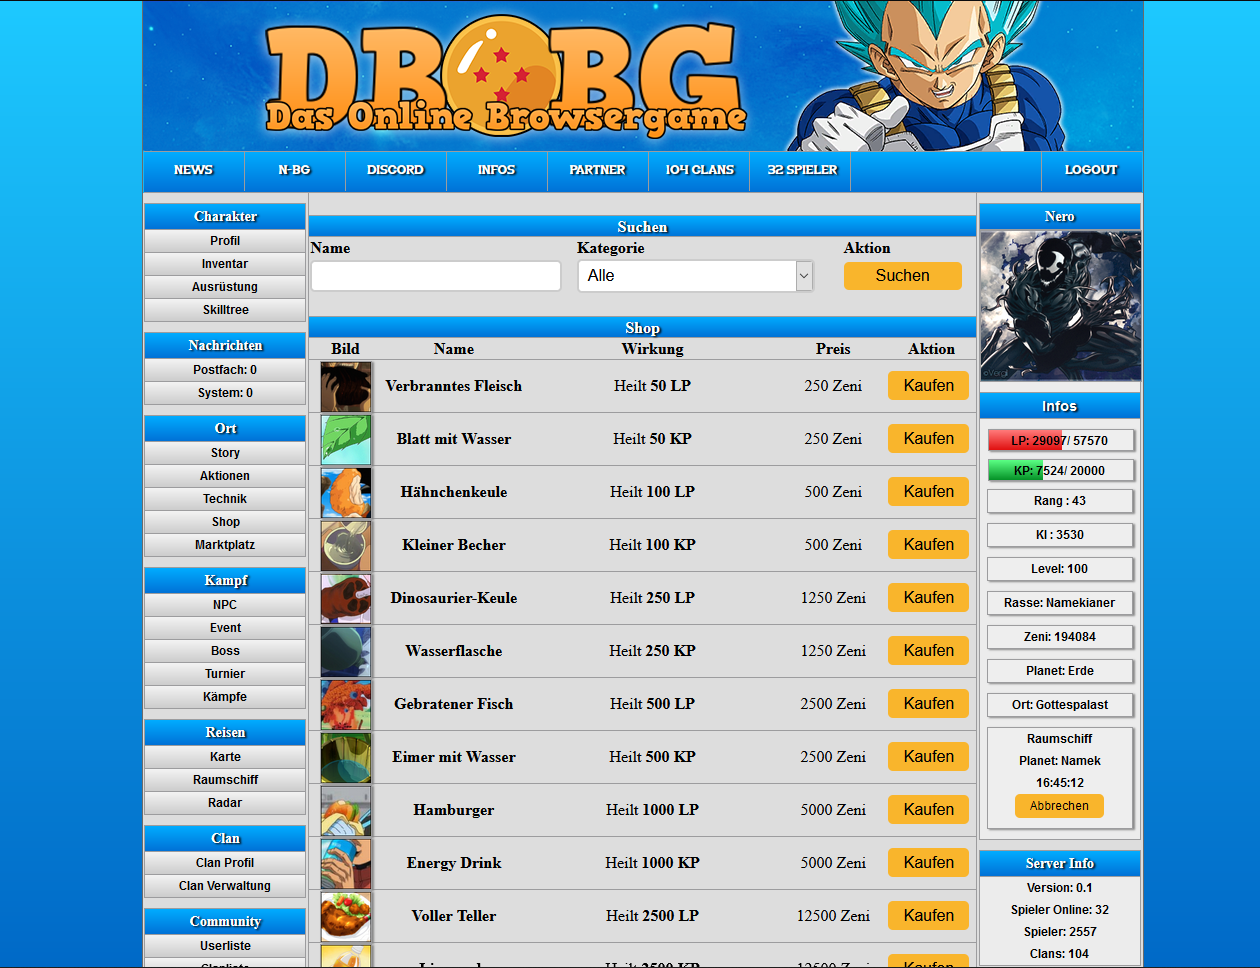 DBBG
Das Online Browsergame
NEWS
N-BG
DISCORD
INFOS
PARTNER
104 CLANS
32 SPIELER
LOGOUT
Charakter
Profil
Inventar
Ausrüstung
Skilltree
Nachrichten
Postfach: 0
System: 0
Ort
Story
Aktionen
Technik
Shop
Marktplatz
Kampf
NPC
Event
Boss
Turnier
Kämpfe
Reisen
Karte
Raumschiff
Radar
Clan
Clan Profil
Clan Verwaltung
Community
Userliste
Suchen
Name Kategorie Aktion
Alle Suchen
Shop
Bild Name Wirkung Preis Aktion
Verbranntes Fleisch Heilt 50 LP 250 Zeni Kaufen
Blatt mit Wasser Heilt 50 KP 250 Zeni Kaufen
Hähnchenkeule Heilt 100 LP 500 Zeni Kaufen
Kleiner Becher Heilt 100 KP 500 Zeni Kaufen
Dinosaurier-Keule Heilt 250 LP 1250 Zeni Kaufen
Wasserflasche Heilt 250 KP 1250 Zeni Kaufen
Gebratener Fisch Heilt 500 LP 2500 Zeni Kaufen
Eimer mit Wasser Heilt 500 KP 2500 Zeni Kaufen
Hamburger Heilt 1000 LP 5000 Zeni Kaufen
Energy Drink Heilt 1000 KP 5000 Zeni Kaufen
Voller Teller Heilt 2500 LP 12500 Zeni Kaufen
Heilt 2500 KP 12500 Zeni Kaufen
Nero
Infos
LP: 29097/ 57570
KP: 7524/ 20000
Rang : 43
KI : 3530
Level: 100
Rasse: Namekianer
Zeni: 194084
Planet: Erde
Ort: Gottespalast
Raumschiff
Planet: Namek
16:45:12
Abbrechen
Server Info
Version: 0.1
Spieler Online: 32
Spieler: 2557
Clans: 104